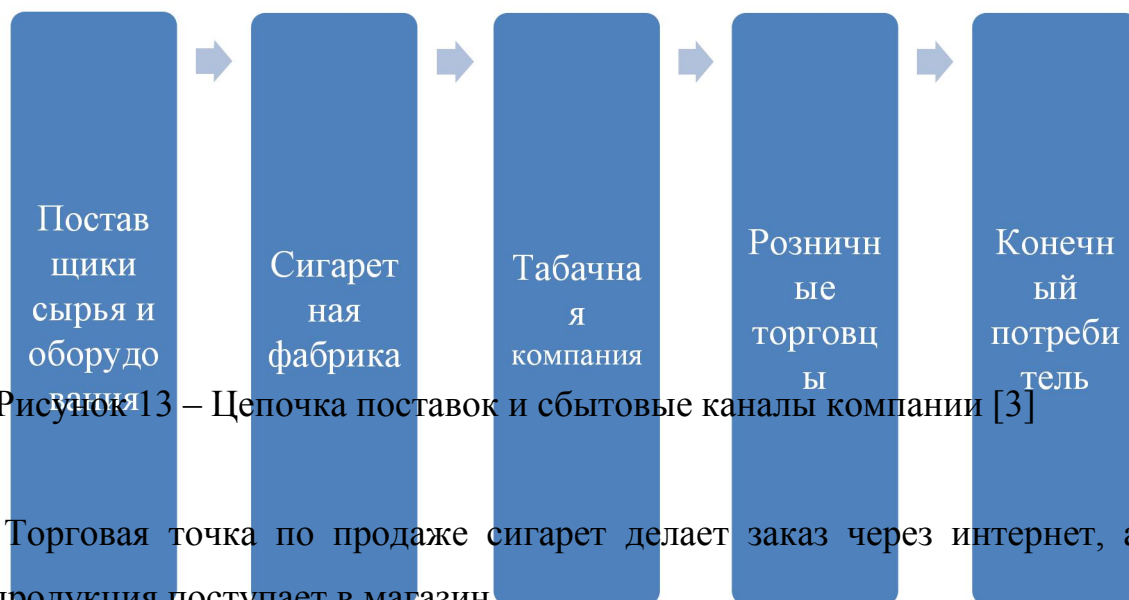 Постав
щики
сырья и
оборудо
вания
Сигарет
ная
фабрика
Табачна
я
компания
Розничн
ые
торговц
ы
Конечн
ый
потреби
тель
Рисунок 13 – Цепочка поставок и сбытовые каналы компании [3]
Торговая точка по продаже сигарет делает заказ через интернет, а
продукция поступает в магазин